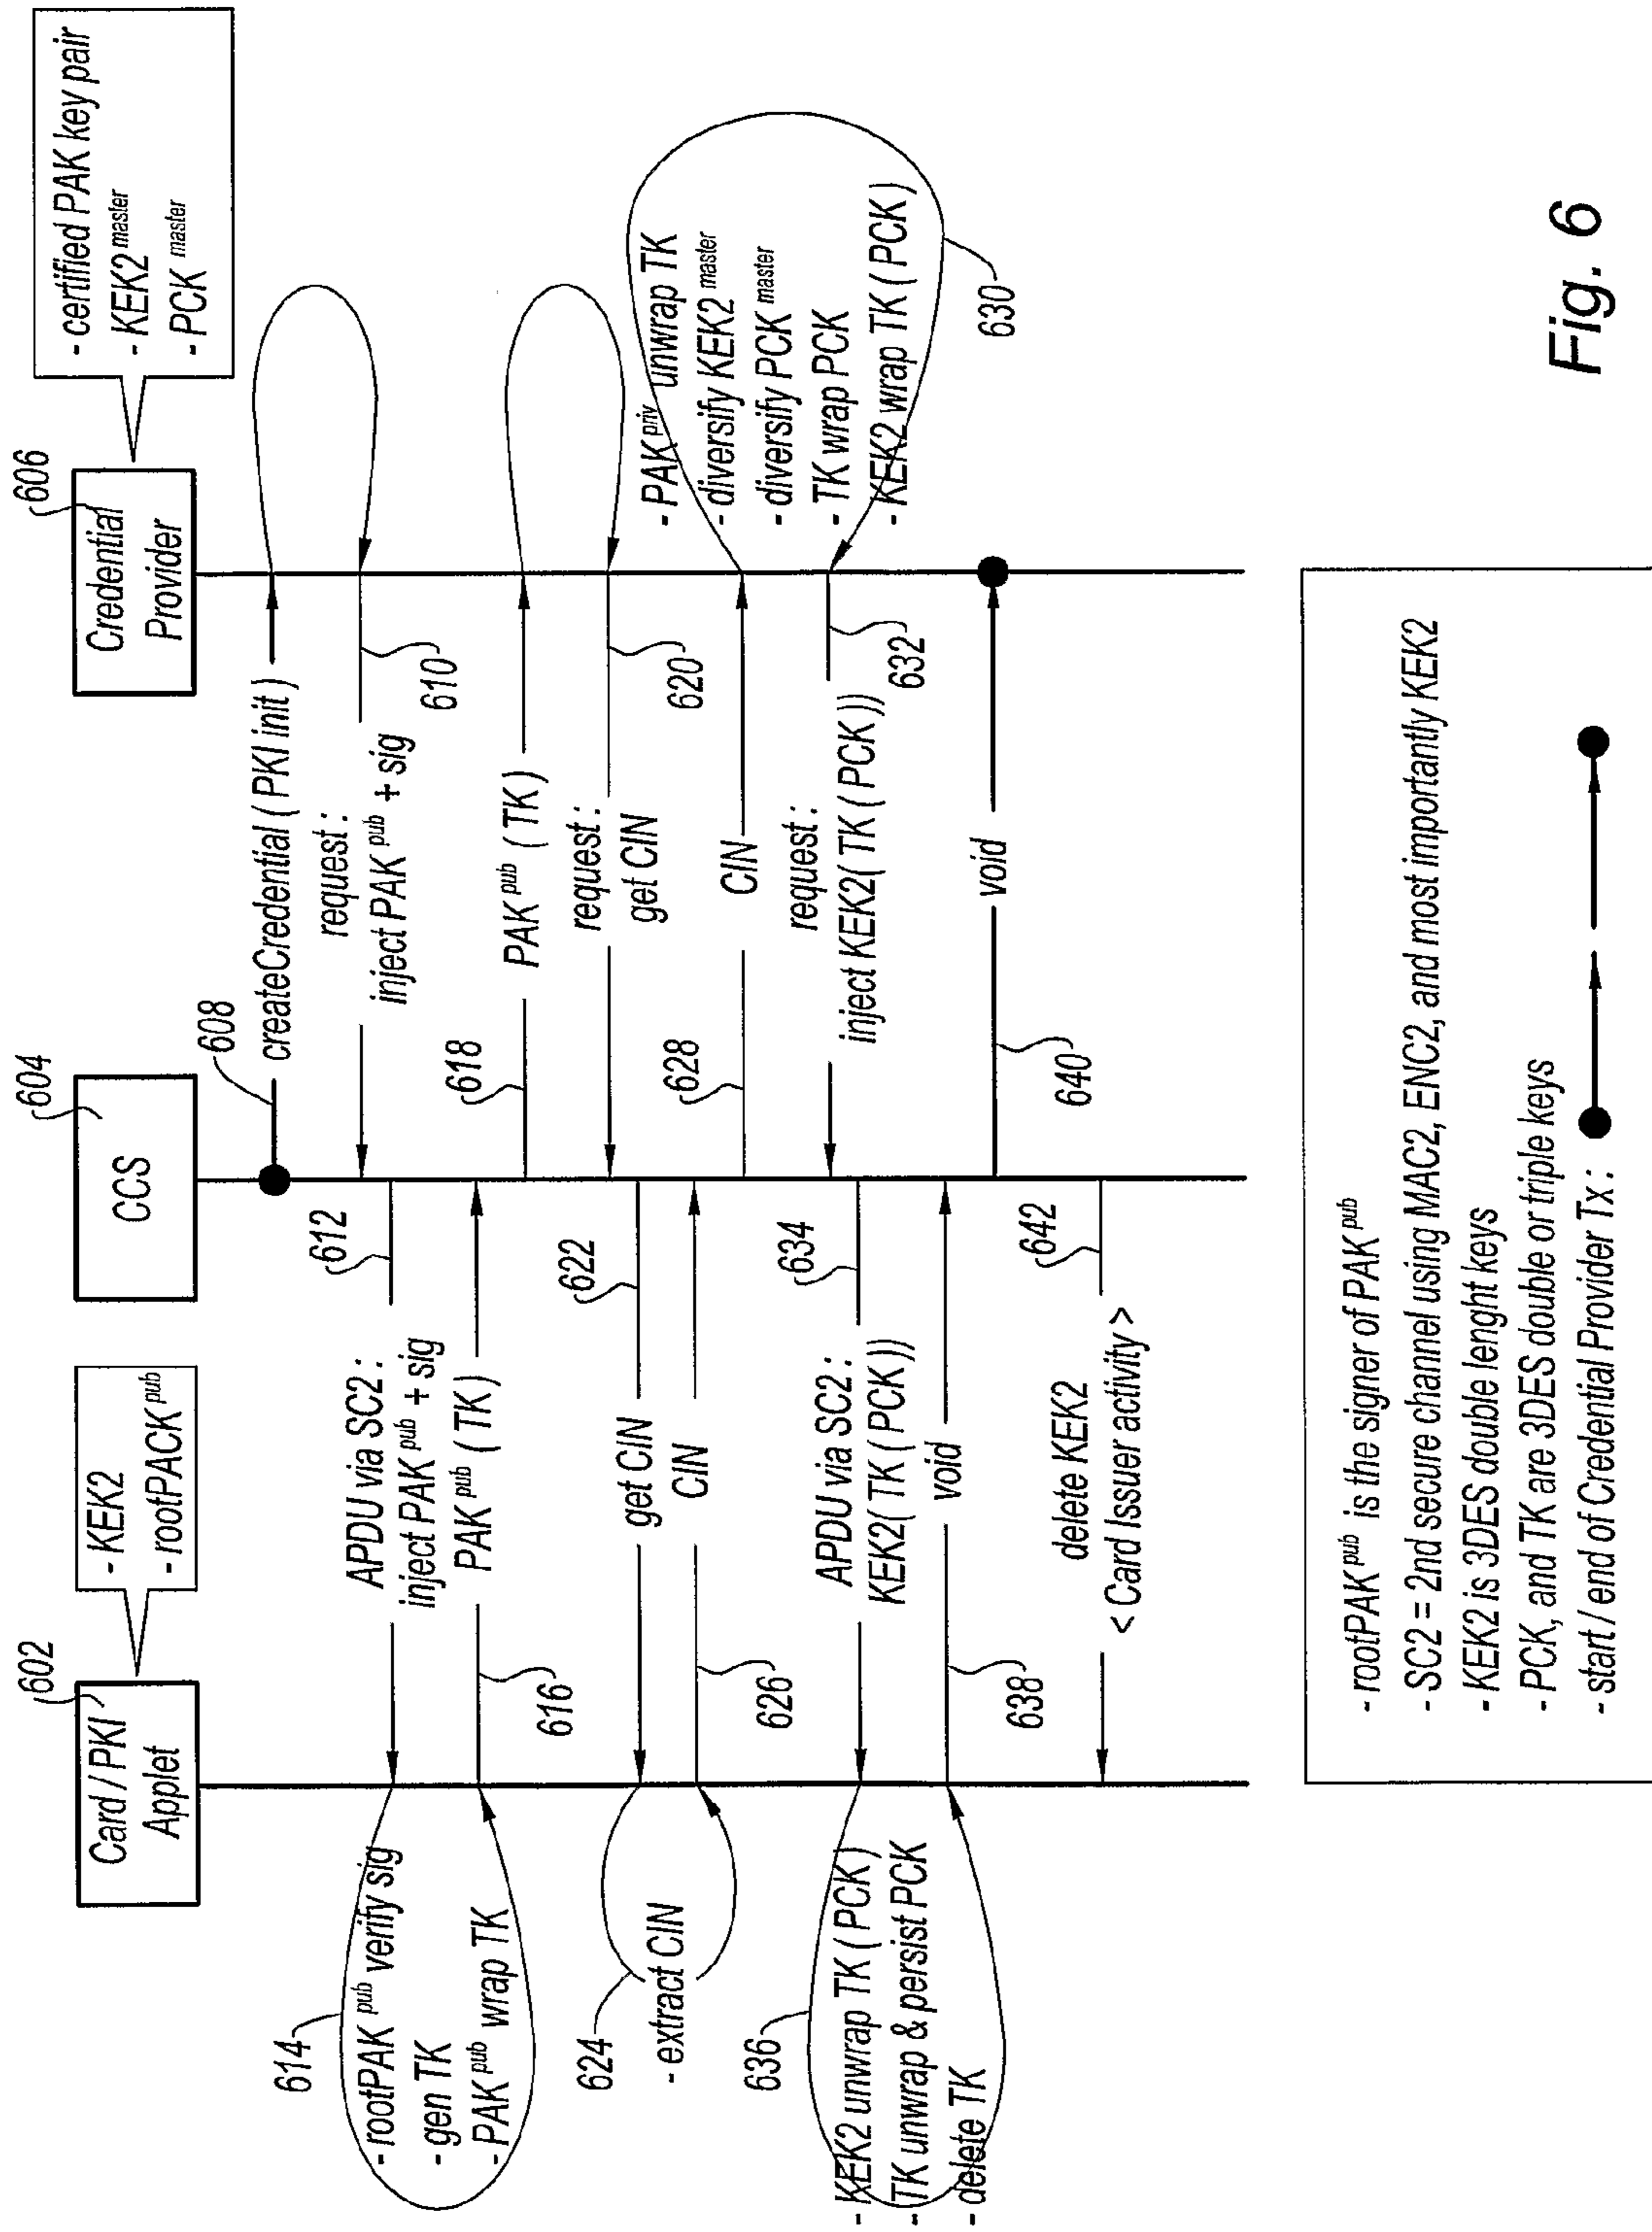 602
Card / PKI
Applet
- KEK2
- rootPACK pub
604
CCS
606
Credential
Provider
- certified PAK key pair
- KEK2 master
- PCK master
608
createCredential ( PKI init )
request :
inject PAK pub + sig
610
612
APDU via SC2 :
inject PAK pub + sig
614
- rootPAK pub verify sig
- gen TK
- PAK pub wrap TK
PAK pub ( TK )
616
618
PAK pub ( TK )
request :
get CIN
620
622
get CIN
624
- extract CIN
CIN
626
628
CIN
- PAK priv unwrap TK
- diversify KEK2 master
- diversify PCK master
- TK wrap PCK
- KEK2 wrap TK ( PCK )
630
request :
inject KEK2( TK ( PCK ))
632
634
APDU via SC2 :
KEK2( TK ( PCK ))
636
- KEK2 unwrap TK ( PCK )
- TK unwrap & persist PCK
- delete TK
void
638
void
640
642
delete KEK2
< Card Issuer activity >
- rootPAK pub is the signer of PAK pub
- SC2 = 2nd secure channel using MAC2, ENC2, and most importantly KEK2
- KEK2 is 3DES double lenght keys
- PCK, and TK are 3DES double or triple keys
- start / end of Credential Provider Tx :
Fig. 6